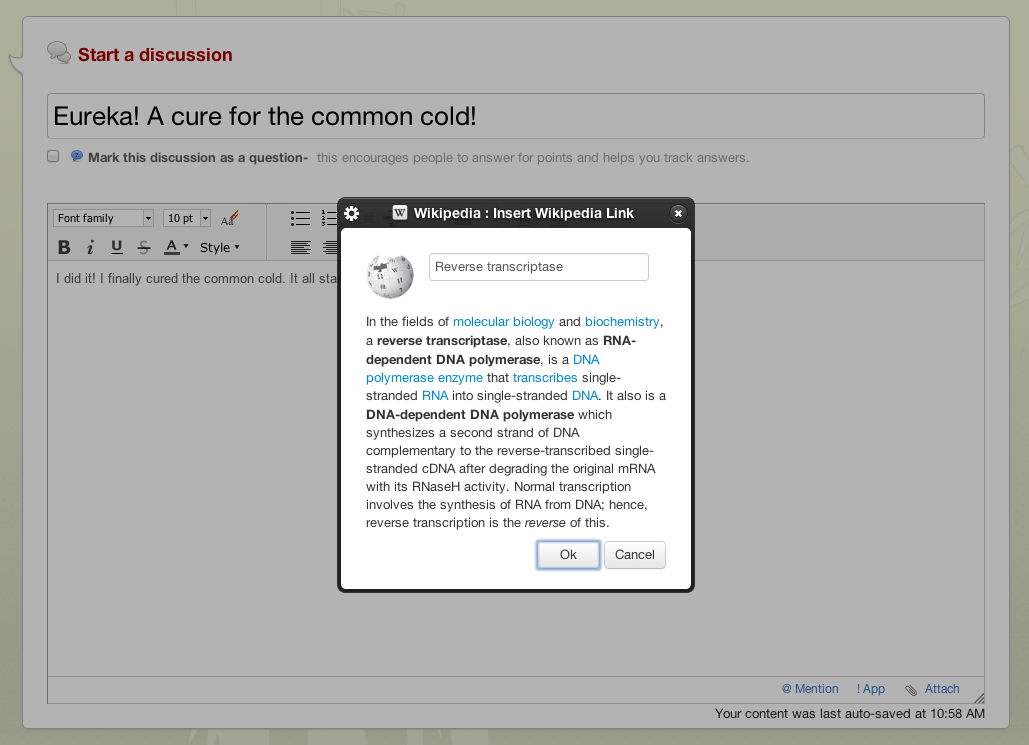 Start a discussion
Eureka! A cure for the common cold!
Mark this discussion as a question- this encourages people to answer for points and helps you track answers.
W Wikipedia : Insert Wikipedia Link
Font family 10 pt
B i U S A Style
I did it! I finally cured the common cold. It all sta
Reverse transcriptase
In the fields of molecular biology and biochemistry,
a reverse transcriptase, also known as RNA-
dependent DNA polymerase, is a DNA
polymerase enzyme that transcribes single-
stranded RNA into single-stranded DNA. It also is a
DNA-dependent DNA polymerase which
synthesizes a second strand of DNA
complementary to the reverse-transcribed single-
stranded cDNA after degrading the original mRNA
with its RNaseH activity. Normal transcription
involves the synthesis of RNA from DNA; hence,
reverse transcription is the reverse of this.
Ok Cancel
@ Mention ! App Attach
Your content was last auto-saved at 10:58 AM